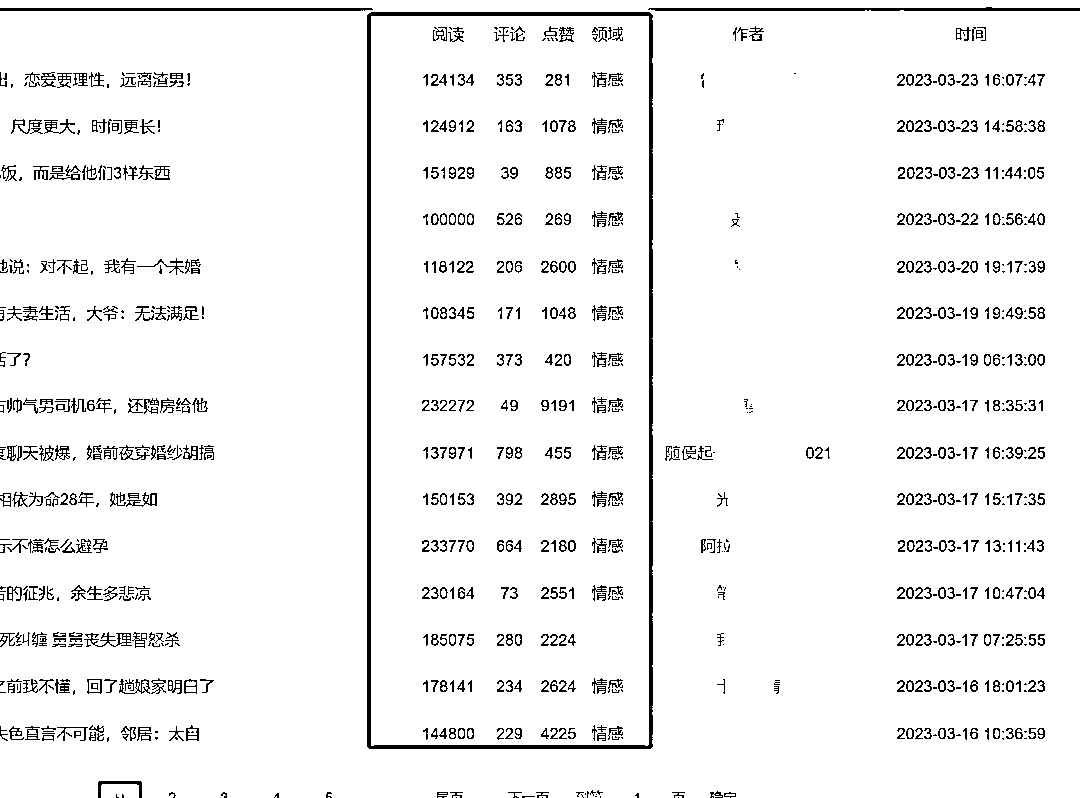 阅读 评论 点赞 领域 作者 时间
出，恋爱要理性，远离渣男！ 124134 353 281 情感 2023-03-23 16:07:47
尺度更大，时间更长！ 124912 163 1078 情感 2023-03-23 14:58:38
饭，而是给他们3样东西 151929 39 885 情感 2023-03-23 11:44:05
100000 526 269 情感 2023-03-22 10:56:40
她说：对不起，我有一个未婚 118122 206 2600 情感 2023-03-20 19:17:39
有夫妻生活，大爷：无法满足！ 108345 171 1048 情感 2023-03-19 19:49:58
活了？ 157532 373 420 情感 2023-03-19 06:13:00
帅气男司机6年，还赠房给他 232272 49 9191 情感 2023-03-17 18:35:31
度聊天被爆，婚前夜穿婚纱胡搞 137971 798 455 情感 随便起 021 2023-03-17 16:39:25
相依为命28年，她是如 150153 392 2895 情感 2023-03-17 15:17:35
示不懂怎么避孕 233770 664 2180 情感 阿拉 2023-03-17 13:11:43
苦的征兆，余生多悲凉 230164 73 2551 情感 2023-03-17 10:47:04
死纠缠 舅舅丧失理智怒杀 185075 280 2224 2023-03-17 07:25:55
之前我不懂，回了趟娘家明白了 178141 234 2624 情感 2023-03-16 18:01:23
失色直言不可能，邻居：太自 144800 229 4225 情感 2023-03-16 10:36:59
2 3 4 5 尾页 下一页 到第 1 页 确定